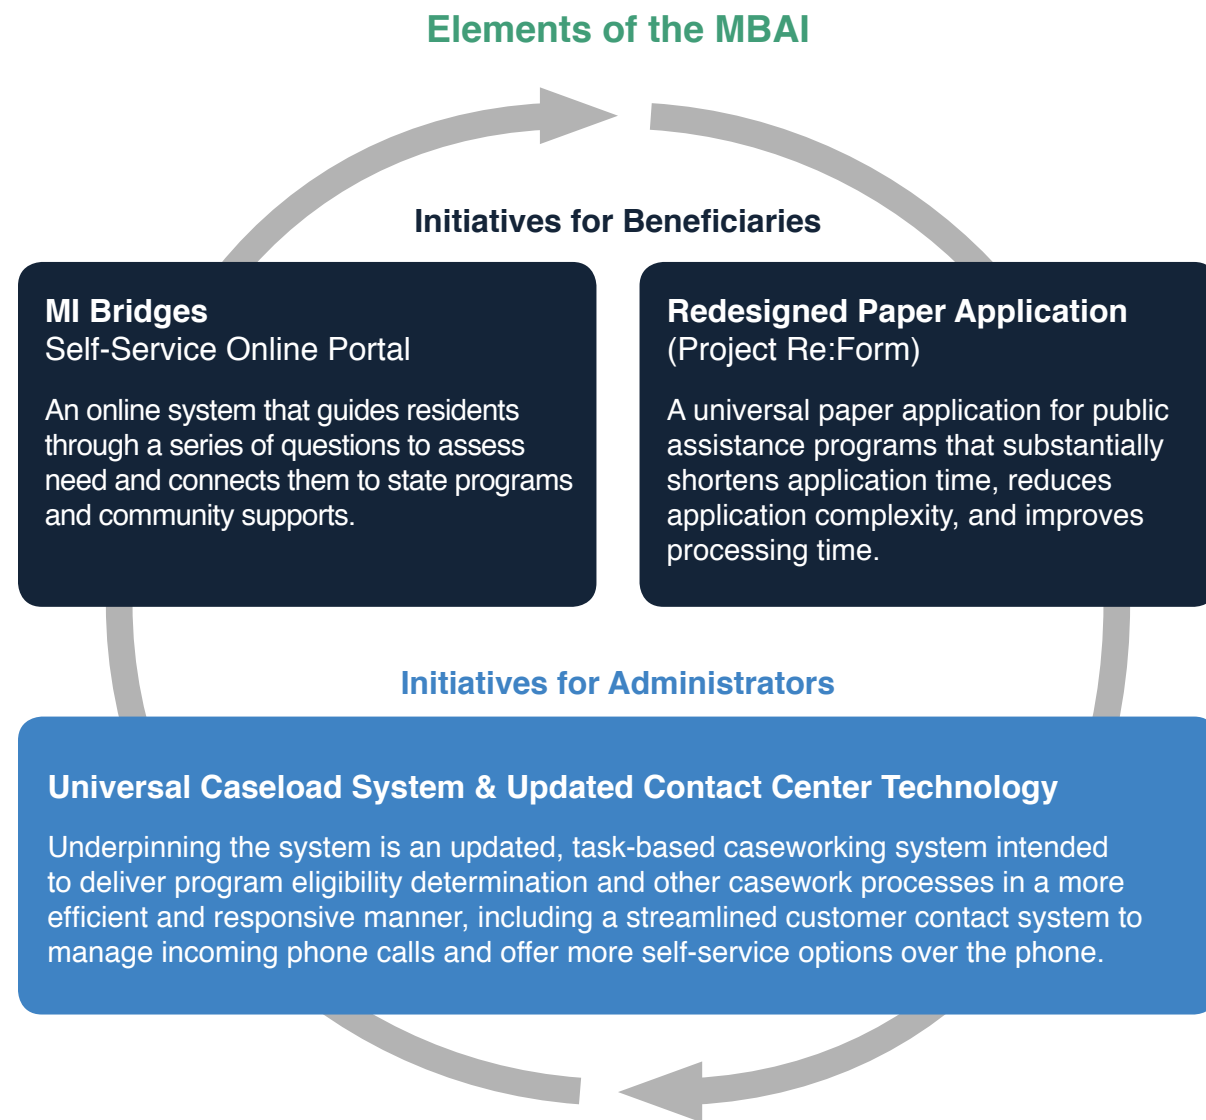 Elements of the MBAI
Initiatives for Beneficiaries
MI Bridges
Self-Service Online Portal
An online system that guides residents
through a series of questions to assess
need and connects them to state programs
and community supports.
Redesigned Paper Application
(Project Re:Form)
A universal paper application for public
assistance programs that substantially
shortens application time, reduces
application complexity, and improves
processing time.
Initiatives for Administrators
Universal Caseload System & Updated Contact Center Technology
Underpinning the system is an updated, task-based caseworking system intended
to deliver program eligibility determination and other casework processes in a more
efficient and responsive manner, including a streamlined customer contact system to
manage incoming phone calls and offer more self-service options over the phone.